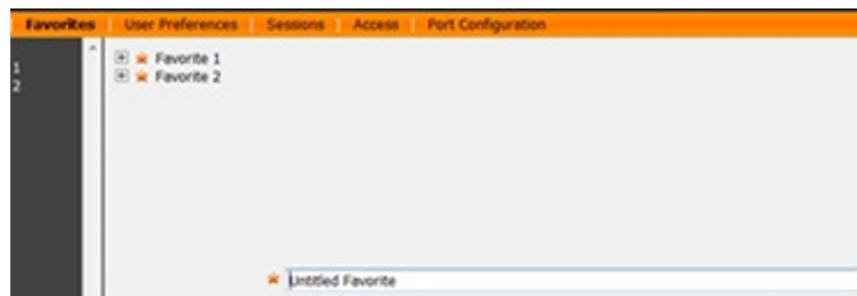 Favorites | User Preferences | Sessions | Access | Port Configuration
1
2
Favorite 1
Favorite 2
Untitled Favorite